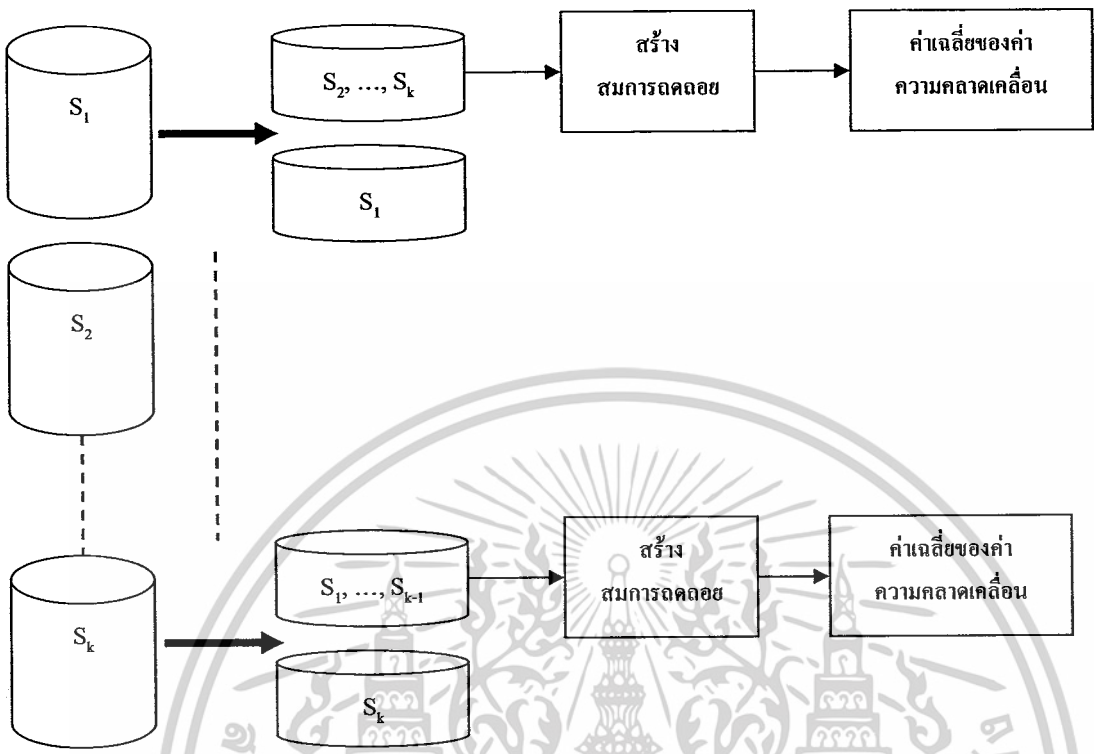 S₁
S₂, ..., Sₖ
สร้าง
สมการถดถอย
ค่าเฉลี่ยของค่า
ความคลาดเคลื่อน
S₁
S₂
S₁, ..., Sₖ₋₁
สร้าง
สมการถดถอย
ค่าเฉลี่ยของค่า
ความคลาดเคลื่อน
Sₖ
Sₖ